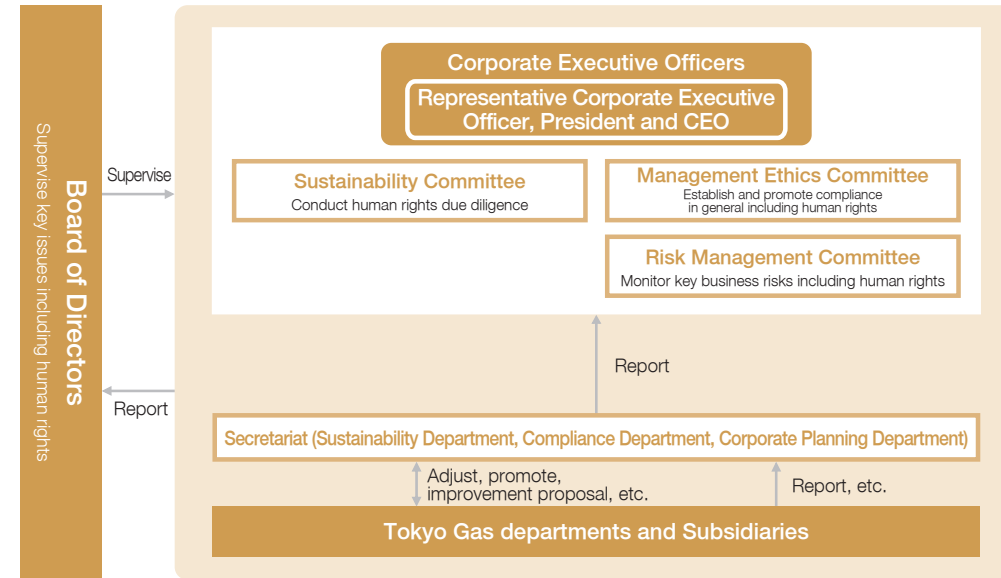 Board of Directors
Supervise key issues including human rights
Supervise
Report
Corporate Executive Officers
Representative Corporate Executive
Officer, President and CEO
Sustainability Committee
Conduct human rights due diligence
Management Ethics Committee
Establish and promote compliance
in general including human rights
Risk Management Committee
Monitor key business risks including human rights
Report
Secretariat (Sustainability Department, Compliance Department, Corporate Planning Department)
Adjust, promote,
improvement proposal, etc.
Report, etc.
Tokyo Gas departments and Subsidiaries